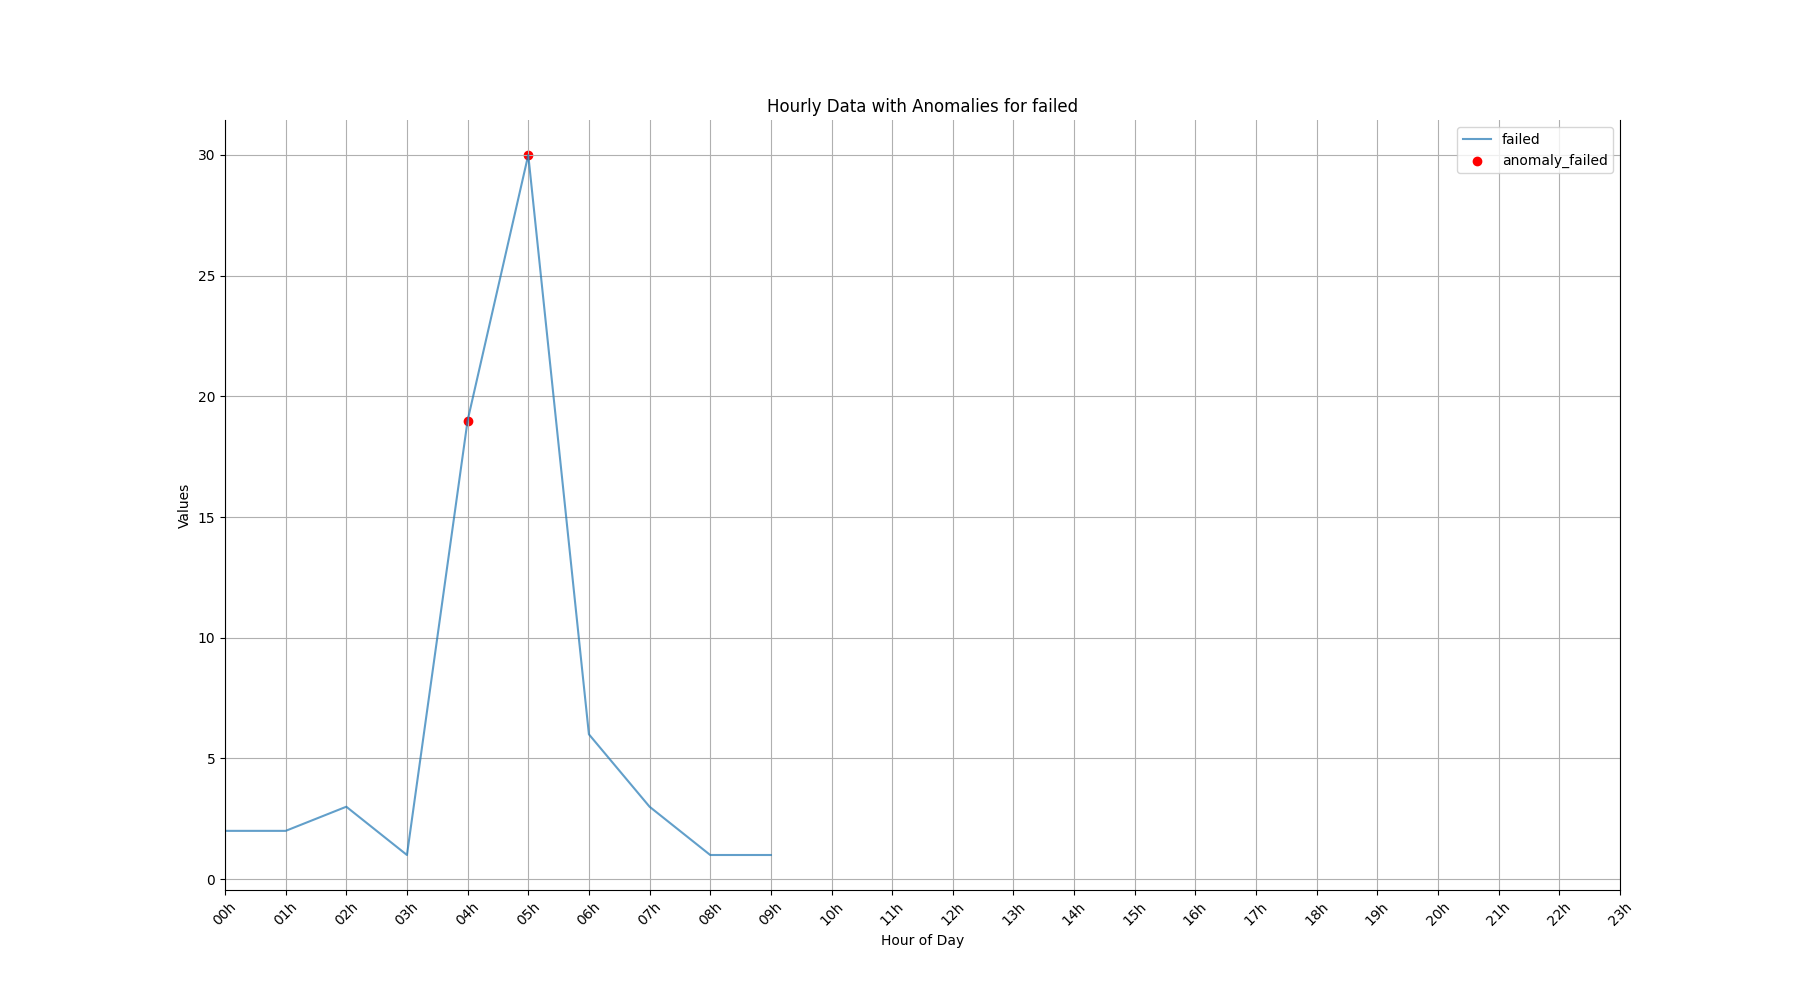 Hourly Data with Anomalies for failed
failed
anomaly_failed
30
25
20
15
10
5
0
Values
00h 01h 02h 03h 04h 05h 06h 07h 08h 09h 10h 11h 12h 13h 14h 15h 16h 17h 18h 19h 20h 21h 22h 23h
Hour of Day